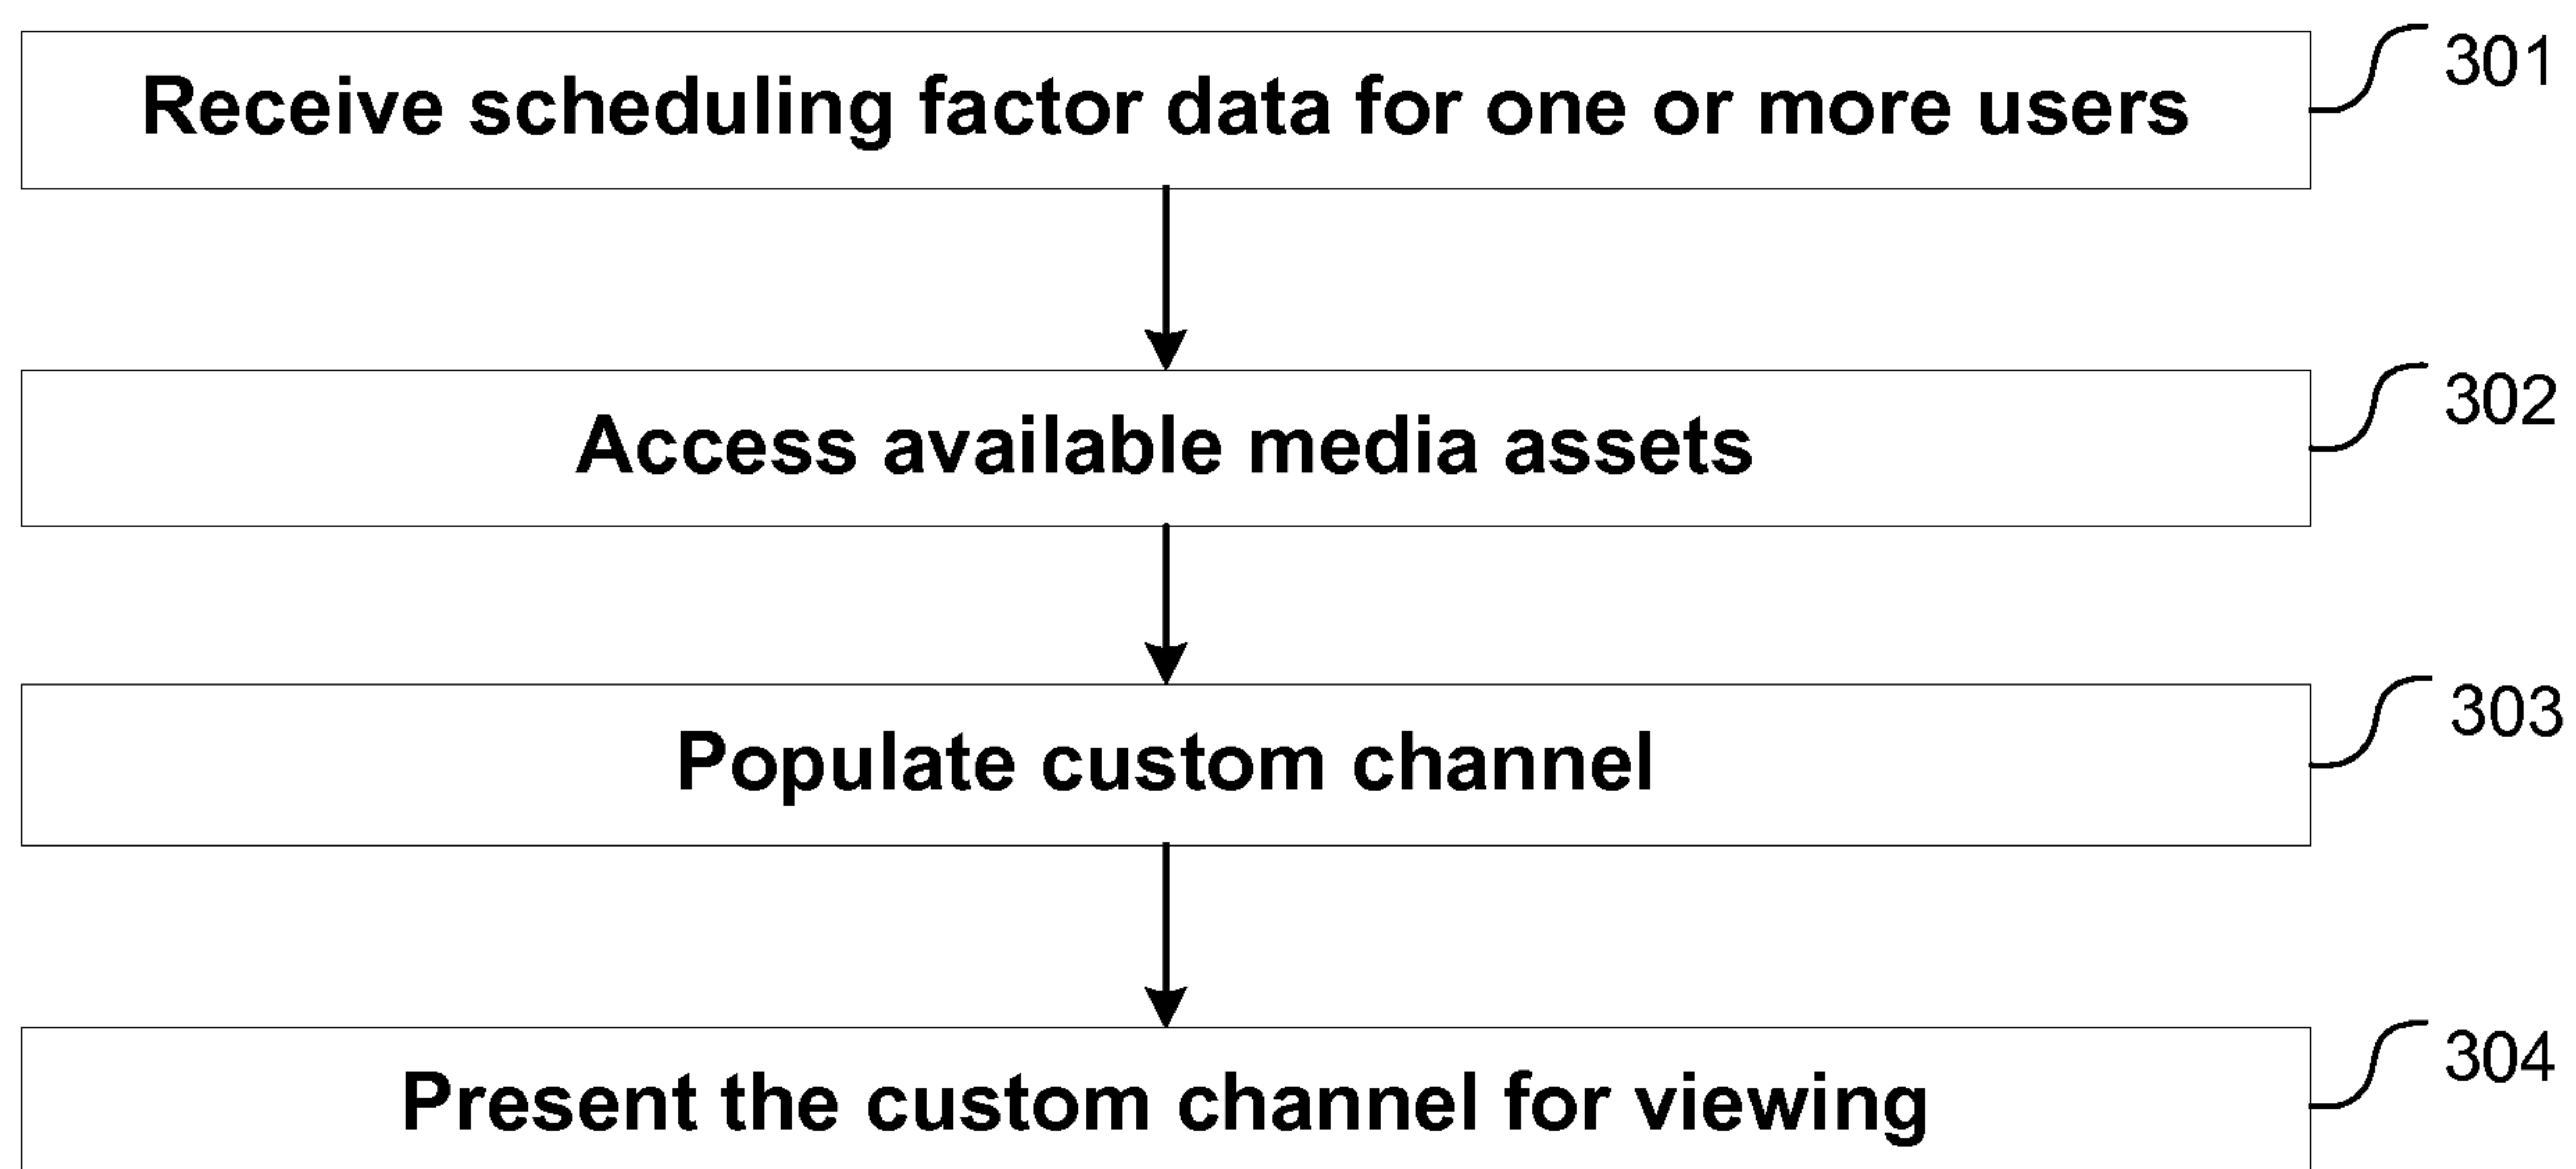 Receive scheduling factor data for one or more users
301
Access available media assets
302
Populate custom channel
303
Present the custom channel for viewing
304